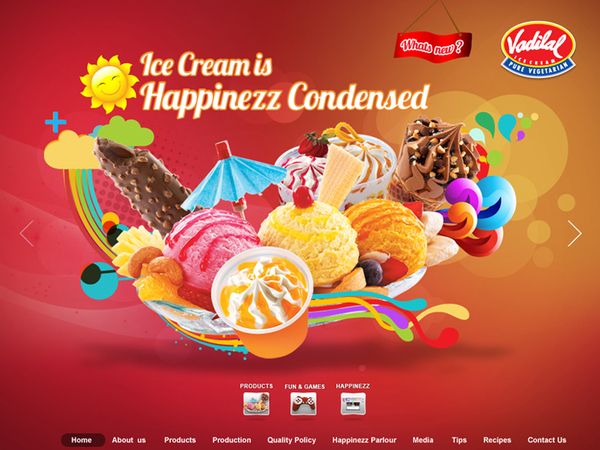 Whats new?
Vadilal
ICE CREAM
PURE VEGETARIAN
Ice Cream is
Happinezz Condensed
PRODUCTS
FUN & GAMES
HAPPINEZZ
Home
About us
Products
Production
Quality Policy
Happinezz Parlour
Media
Tips
Recipes
Contact Us